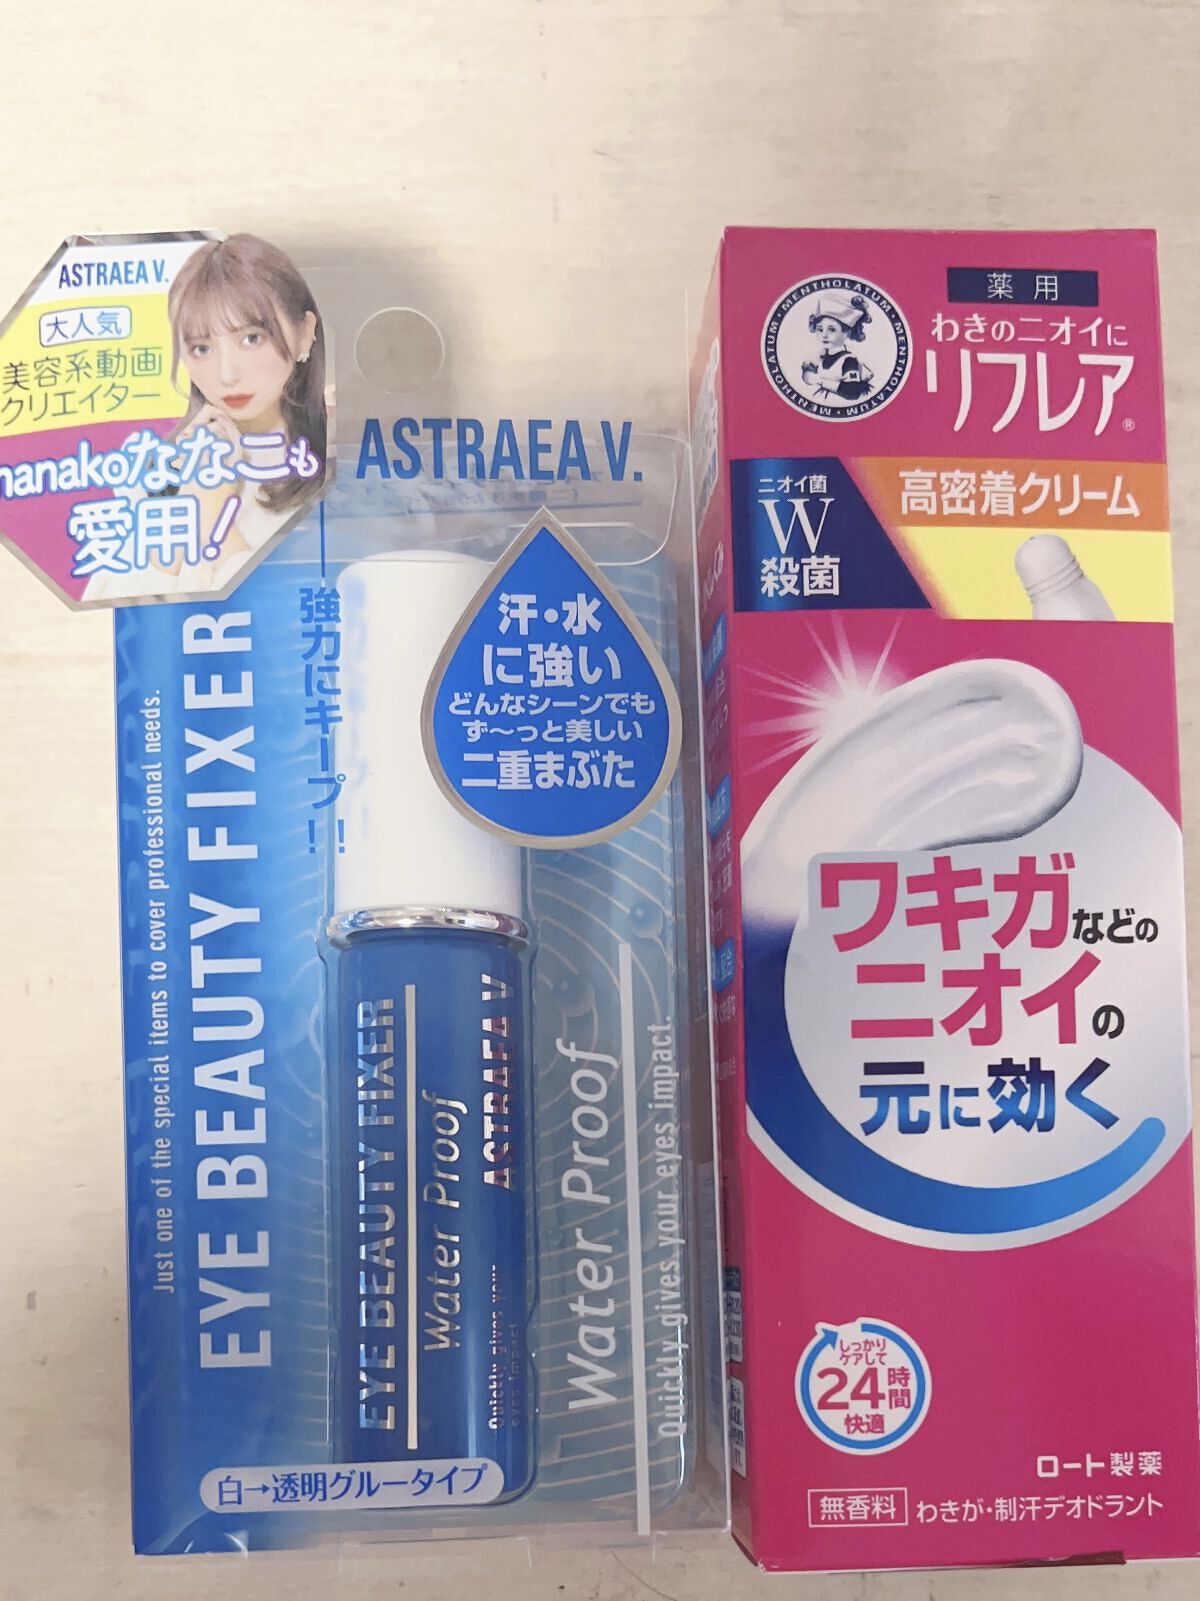 ASTRAEA V.
大人気
美容系動画
クリエイター
nanakoななこも
愛用!
ASTRAEA V.
強力にキープ!!
汗・水
に強い
どんなシーンでも
ず～っと美しい
二重まぶた
EYE BEAUTY FIXER
Just one of the special items to cover professional needs.
EYE BEAUTY FIXER
Water Proof
ASTRAEA V
Quickly gives your
eyes impact
Water Proof
Quickly gives your eyes impact.
白→透明グルータイプ
MENTHOLATUM・MENTHOLATUM・MENTHOLATUM
薬用
わきのニオイに
リフレア®
ニオイ菌
W
殺菌
高密着クリーム
ワキガなどの
ニオイの
元に効く
しっかり
ケアして
24時間
快適
ロート製薬
無香料 わきが・制汗デオドラント